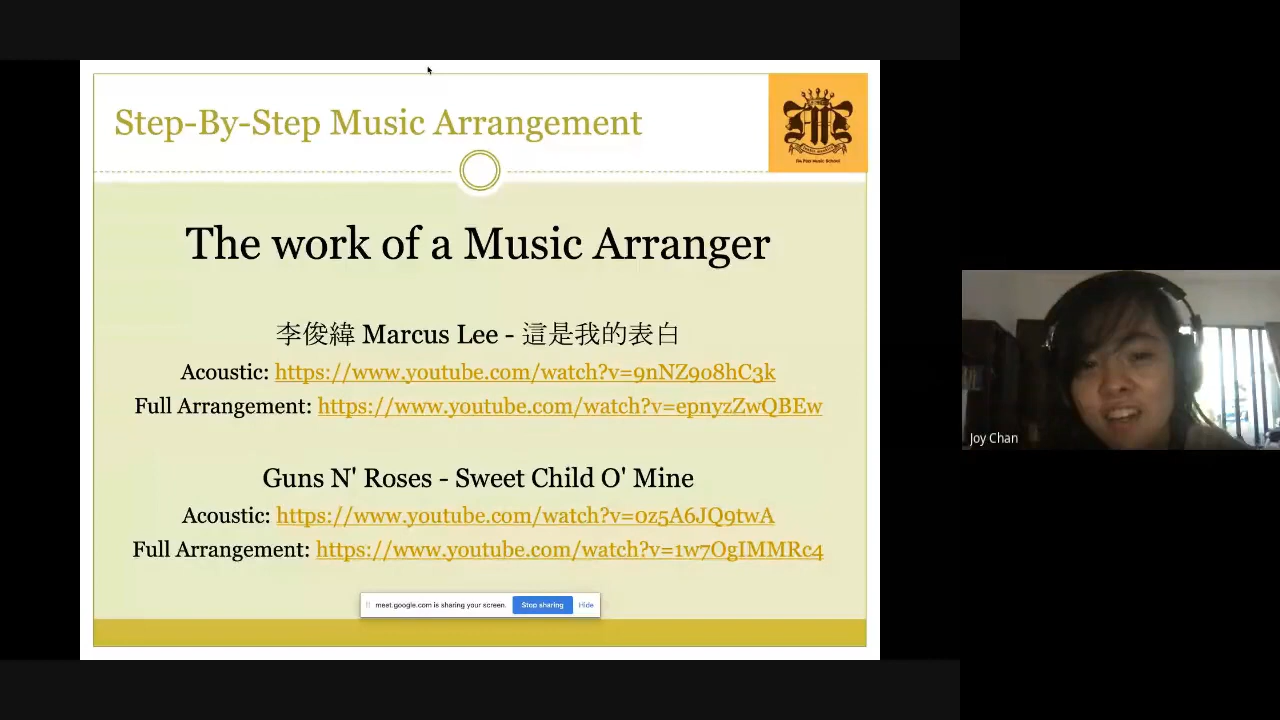 Step-By-Step Music Arrangement
The work of a Music Arranger
李俊緯 Marcus Lee - 這是我的表白
Acoustic: https://www.youtube.com/watch?v=9nNZ9o8hC3k
Full Arrangement: https://www.youtube.com/watch?v=epnyzZwQBEw
Guns N' Roses - Sweet Child O' Mine
Acoustic: https://www.youtube.com/watch?v=0z5A6JQ9twA
Full Arrangement: https://www.youtube.com/watch?v=1w7OgIMMRc4
meet.google.com is sharing your screen. Stop sharing Hide
Joy Chan